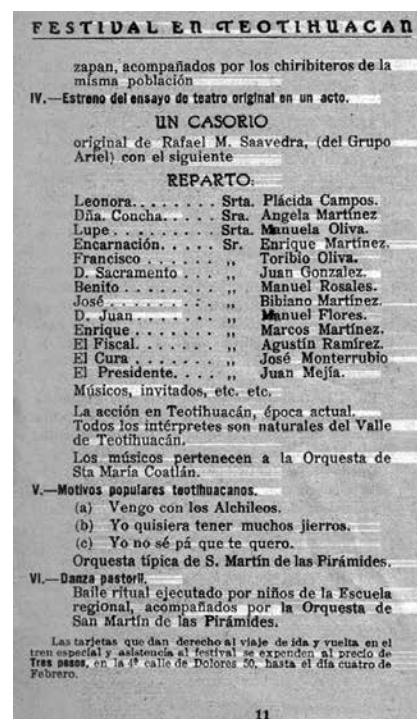 FESTIVAL EN TEOTIHUACAN
zapan, acompañados por los chiribiteros de la
misma población
IV.—Estreno del ensayo de teatro original en un acto.
UN CASORIO
original de Rafael M. Saavedra, (del Grupo
Ariel) con el siguiente
REPARTO:
Leonora........ Srta. Plácida Campos.
Dña. Concha..... Sra. Angela Martínez
Lupe......... Srta. Manuela Oliva.
Encarnación..... Sr. Enrique Martínez.
Francisco ...... „ Toribio Oliva.
D. Sacramento .... „ Juan Gonzalez.
Benito........ „ Manuel Rosales.
José......... „ Bibiano Martínez.
D. Juan....... „ Manuel Flores.
Enrique....... „ Marcos Martínez.
El Fiscal....... „ Agustín Ramírez.
El Cura....... „ José Monterrubio
El Presidente.... „ Juan Mejía.
Músicos, invitados, etc. etc.
La acción en Teotihuacán, época actual.
Todos los intérpretes son naturales del Valle
de Teotihuacán.
Los músicos pertenecen a la Orquesta de
Sta María Coatlán.
V.—Motivos populares teotihuacanos.
(a) Vengo con los Alchileos.
(b) Yo quisiera tener muchos jierros.
(c) Yo no sé pá que te quero.
Orquesta típica de S. Martín de las Pirámides.
VI.—Danza pastoril.
Baile ritual ejecutado por niños de la Escuela
regional, acompañados por la Orquesta de
San Martín de las Pirámides.
Las tarjetas que dan derecho al viaje de ida y vuelta en el
tren especial y asistencia al festival se expenden al precio de
Tres pesos, en la 4ª calle de Dolores 50, hasta el día cuatro de
Febrero.
11